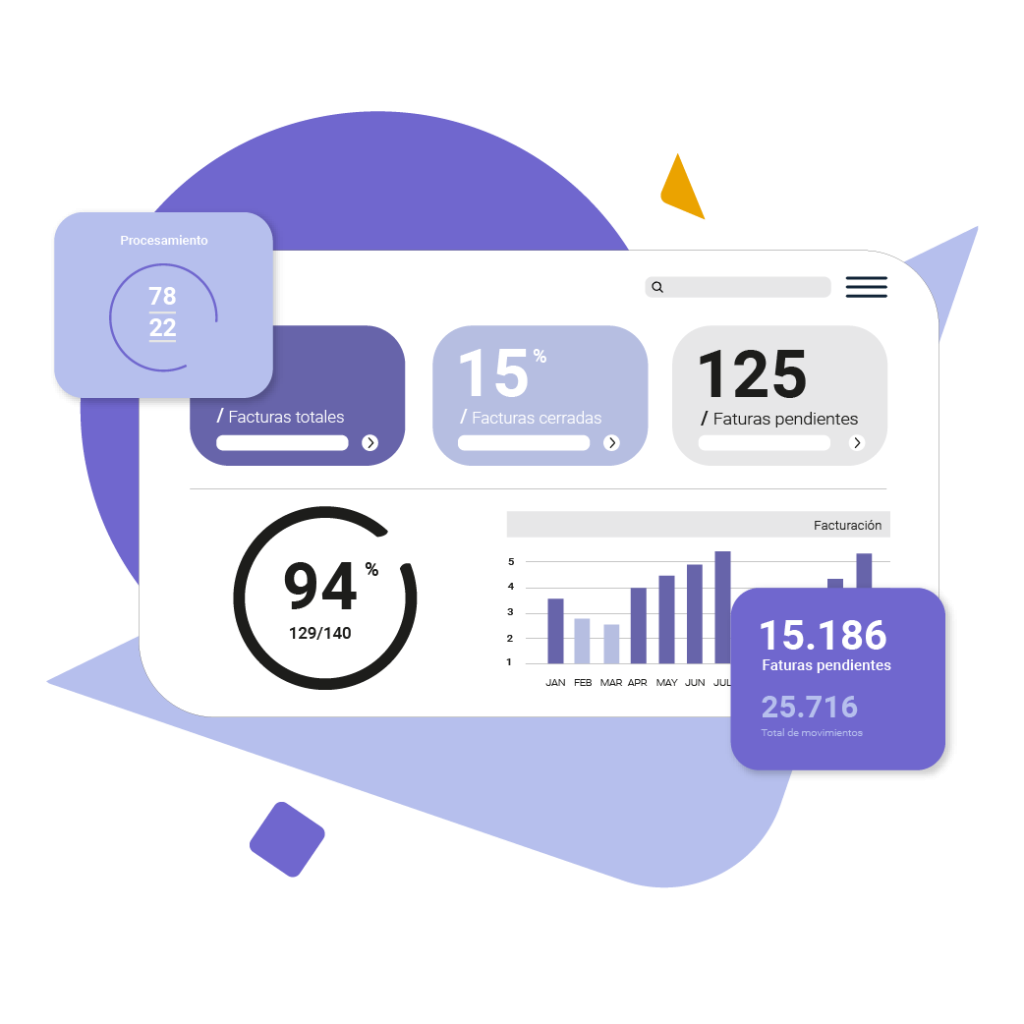 Procesamiento
78
22
/ Facturas totales
15 %
/ Facturas cerradas
125
/ Faturas pendientes
94 %
129/140
Facturación
5
4
3
2
1
JAN FEB MAR APR MAY JUN JUL
15.186
Faturas pendientes
25.716
Total de movimientos